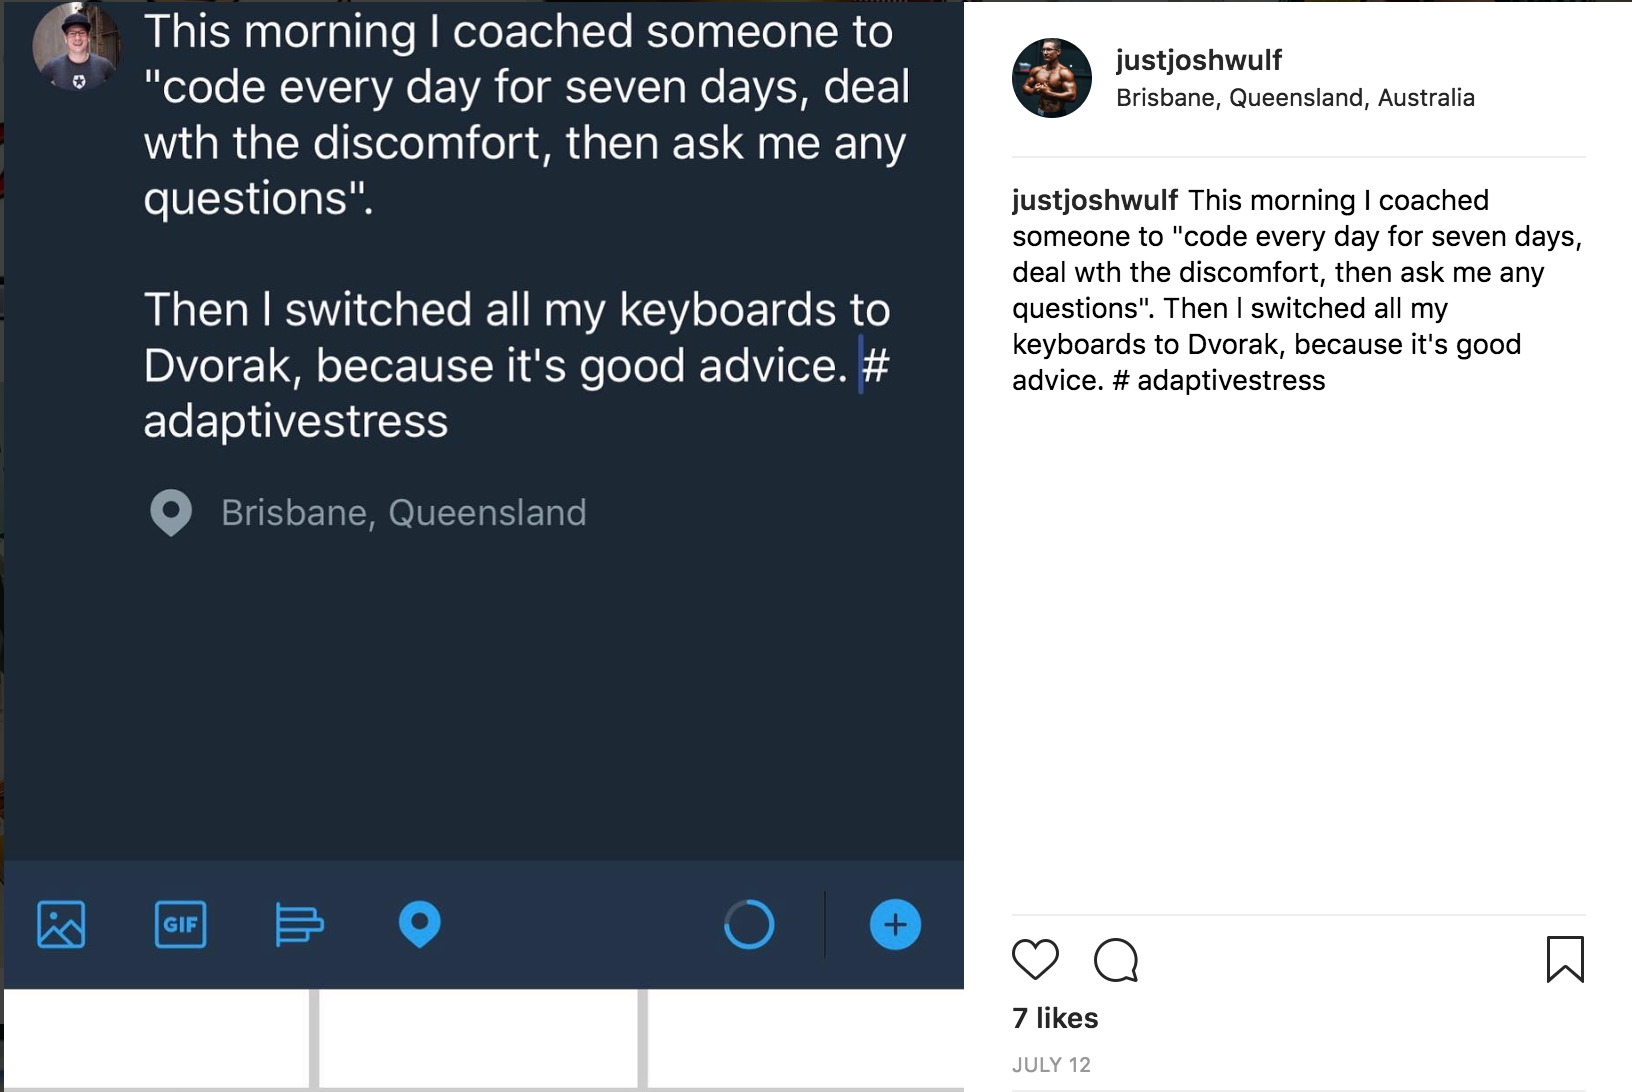 This morning I coached someone to
"code every day for seven days, deal
wth the discomfort, then ask me any
questions".
Then I switched all my keyboards to
Dvorak, because it's good advice. #
adaptivestress
Brisbane, Queensland
GIF
justjoshwulf
Brisbane, Queensland, Australia
justjoshwulf This morning I coached
someone to "code every day for seven days,
deal wth the discomfort, then ask me any
questions". Then I switched all my
keyboards to Dvorak, because it's good
advice. # adaptivestress
7 likes
JULY 12